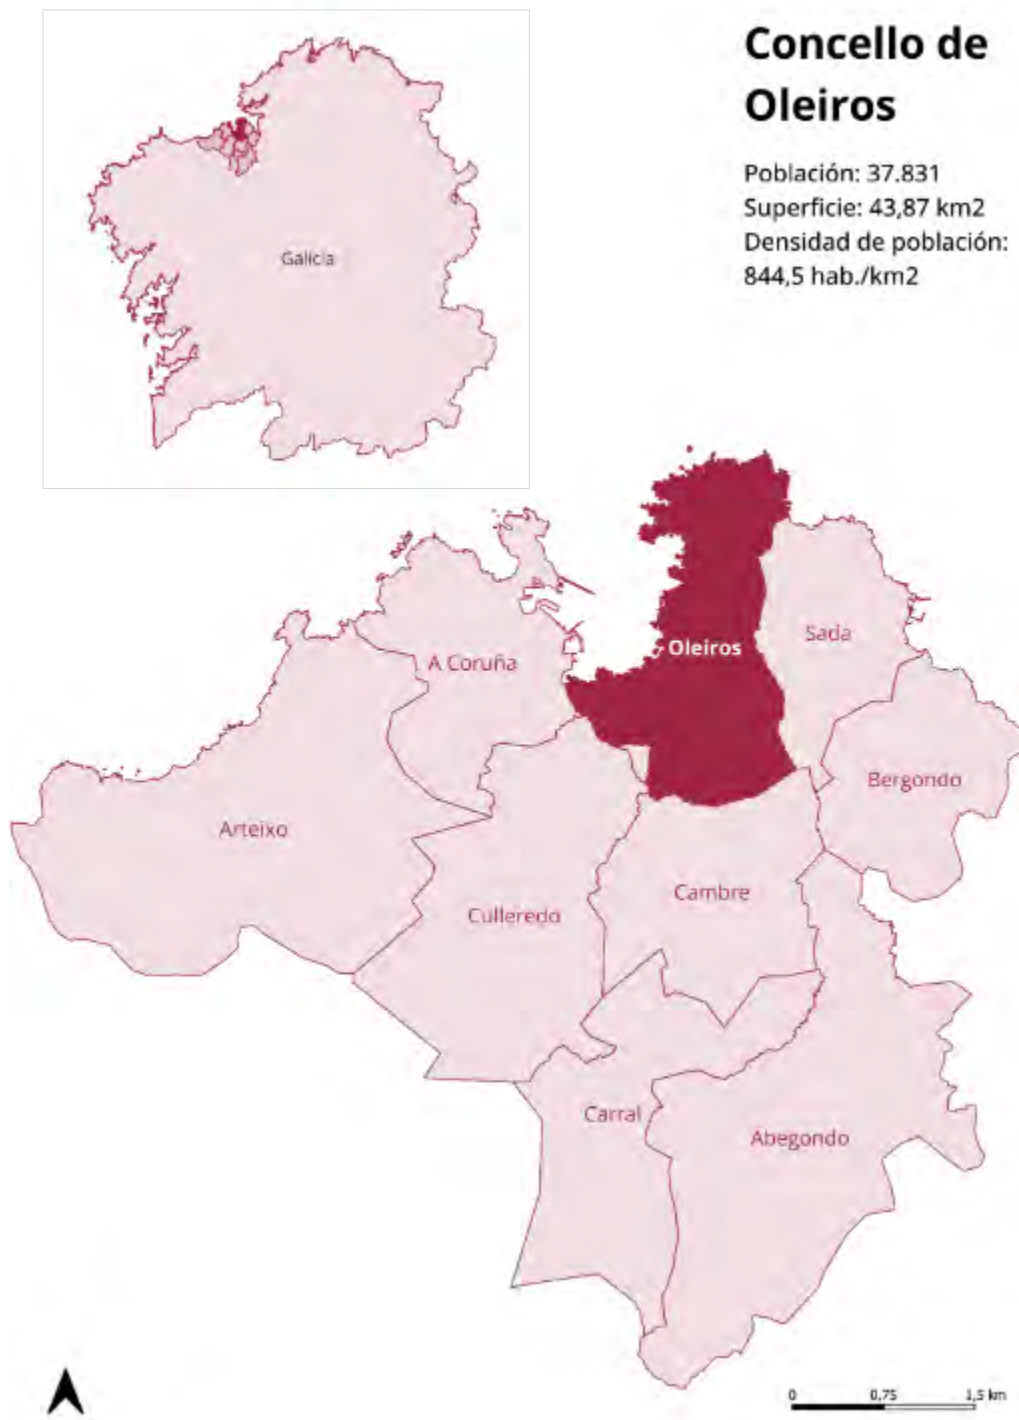 Concello de
Oleiros
Población: 37.831
Superficie: 43,87 km2
Densidad de población:
844,5 hab./km2
Galicia
Oleiros
Sada
A Coruña
Bergondo
Arteixo
Cambre
Culleredo
Carral
Abegondo
0 0,75 1,5 km